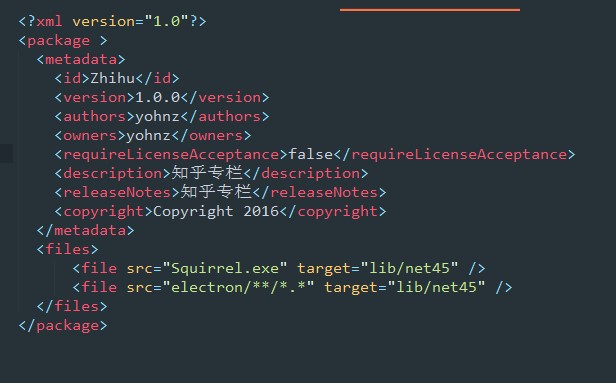 <?xml version="1.0"?>
<package >
<metadata>
<id>Zhihu</id>
<version>1.0.0</version>
<authors>yohnz</authors>
<owners>yohnz</owners>
<requireLicenseAcceptance>false</requireLicenseAcceptance>
<description>知乎专栏</description>
<releaseNotes>知乎专栏</releaseNotes>
<copyright>Copyright 2016</copyright>
</metadata>
<files>
<file src="Squirrel.exe" target="lib/net45" />
<file src="electron/**/*.*" target="lib/net45" />
</files>
</package>